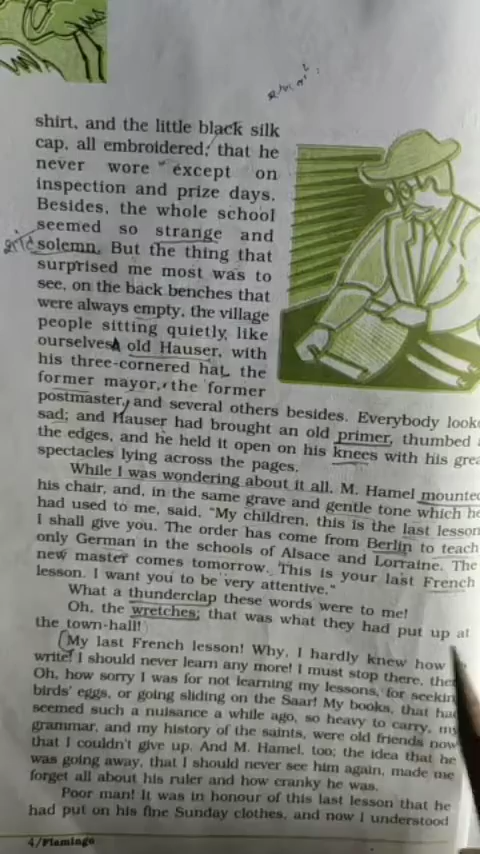 shirt, and the little black silk
cap, all embroidered, that he
never wore except on
inspection and prize days.
Besides, the whole school
seemed so strange and
solemn. But the thing that
surprised me most was to
see, on the back benches that
were always empty, the village
people sitting quietly like
ourselves old Hauser, with
his three-cornered hat, the
former mayor, the former
postmaster, and several others besides. Everybody looke
sad; and Hauser had brought an old primer, thumbed a
the edges, and he held it open on his knees with his grea
spectacles lying across the pages.
While I was wondering about it all, M. Hamel mounte
his chair, and, in the same grave and gentle tone which he
had used to me, said, "My children, this is the last lesson
I shall give you. The order has come from Berlin to teach
only German in the schools of Alsace and Lorraine. The
new master comes tomorrow. This is your last French
lesson. I want you to be very attentive."
What a thunderclap these words were to me!
Oh, the wretches; that was what they had put up at
the town-hall!
My last French lesson! Why, I hardly knew how
write! I should never learn any more! I must stop there, the
Oh, how sorry I was for not learning my lessons, for seekin
birds' eggs, or going sliding on the Saar! My books, that ha
seemed such a nuisance a while ago, so heavy to carry, my
grammar, and my history of the saints, were old friends now
that I couldn't give up. And M. Hamel, too; the idea that he
was going away, that I should never see him again, made me
forget all about his ruler and how cranky he was.
Poor man! It was in honour of this last lesson that he
had put on his fine Sunday clothes, and now I understood
4/Flamingo